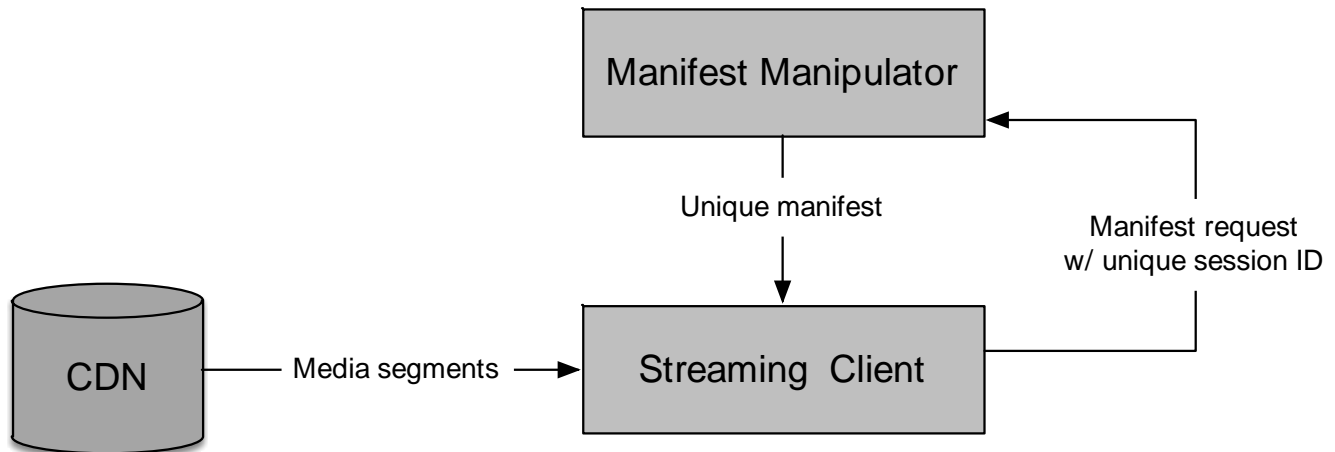 Manifest Manipulator
Unique manifest
Manifest request
w/ unique session ID
CDN
Media segments
Streaming Client